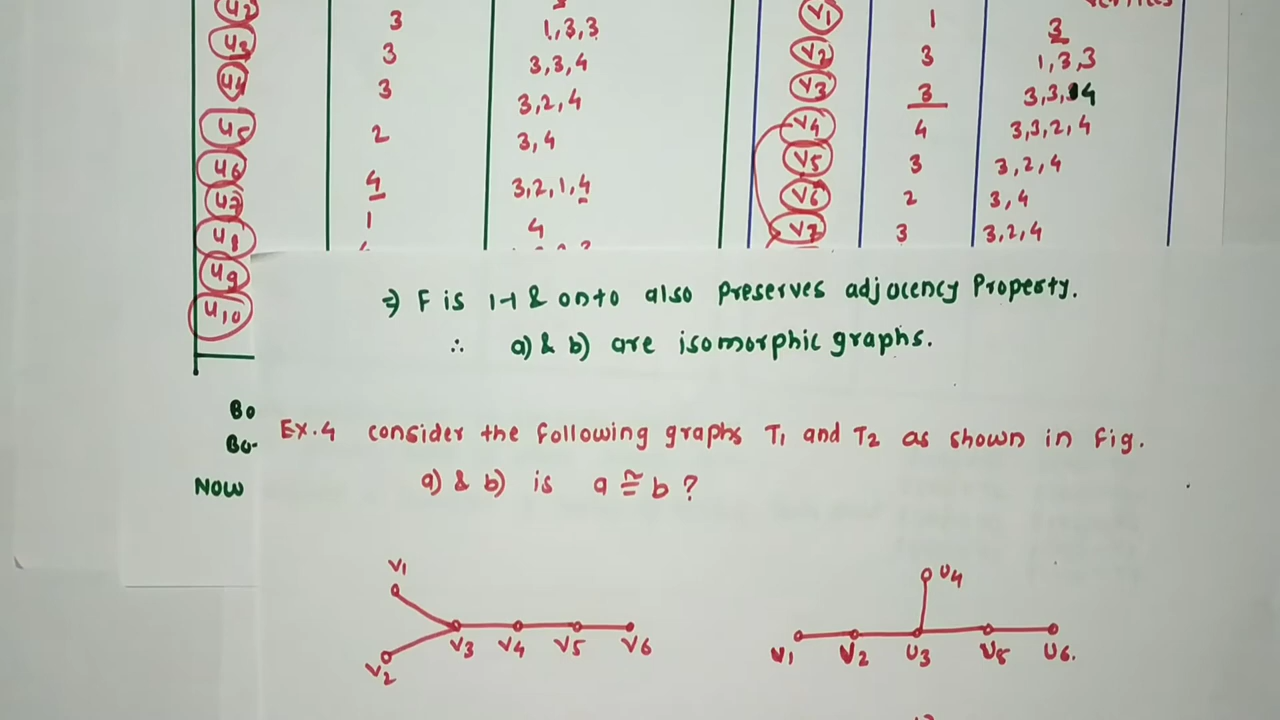 u2 3 1,3,3 v1 1 3
u3 3 3,3,4 v2 3 1,3,3
u4 3 3,2,4 v3 3 3,3,4
u5 2 3,4 v4 4 3,3,2,4
u6 4 3,2,1,4 v5 3 3,2,4
u7 1 4 v6 2 3,4
u8 v7 3 3,2,4
u9
u10
⇒ F is 1-1 & onto also preserves adjacency Property.
∴ a) & b) are isomorphic graphs.
Bo
Bo-
Now
Ex.4 consider the following graphs T1 and T2 as shown in Fig.
a) & b) is a ≅ b ?
v1
v2 v3 v4 v5 v6
u4
v1 v2 u3 u5 u6.